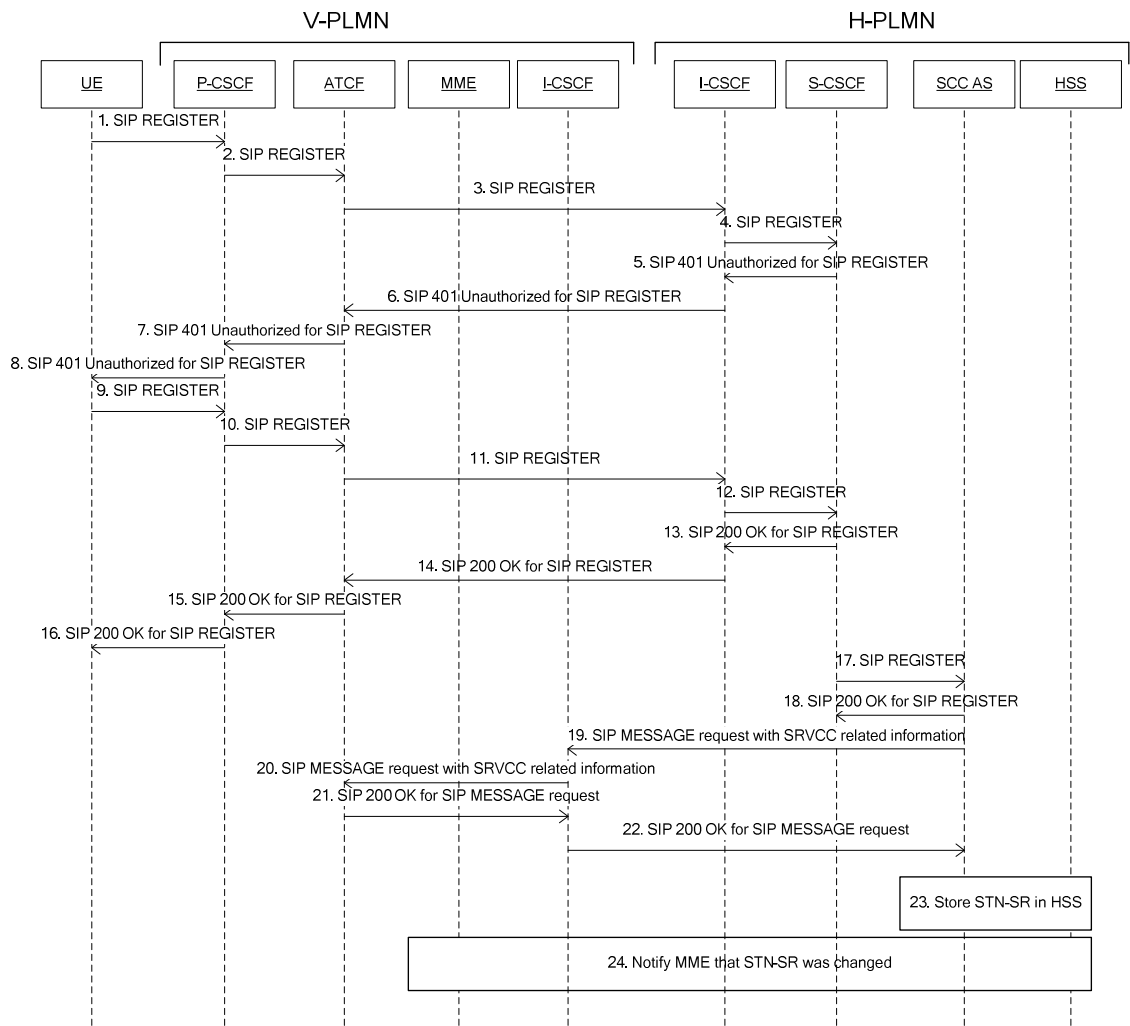 V-PLMN
H-PLMN
UE
P-CSCF
ATCF
MME
I-CSCF
I-CSCF
S-CSCF
SCC AS
HSS
1. SIP REGISTER
2. SIP REGISTER
3. SIP REGISTER
4. SIP REGISTER
5. SIP 401 Unauthorized for SIP REGISTER
6. SIP 401 Unauthorized for SIP REGISTER
7. SIP 401 Unauthorized for SIP REGISTER
8. SIP 401 Unauthorized for SIP REGISTER
9. SIP REGISTER
10. SIP REGISTER
11. SIP REGISTER
12. SIP REGISTER
13. SIP 200 OK for SIP REGISTER
14. SIP 200 OK for SIP REGISTER
15. SIP 200 OK for SIP REGISTER
16. SIP 200 OK for SIP REGISTER
17. SIP REGISTER
18. SIP 200 OK for SIP REGISTER
19. SIP MESSAGE request with SRVCC related information
20. SIP MESSAGE request with SRVCC related information
21. SIP 200 OK for SIP MESSAGE request
22. SIP 200 OK for SIP MESSAGE request
23. Store STN-SR in HSS
24. Notify MME that STN-SR was changed